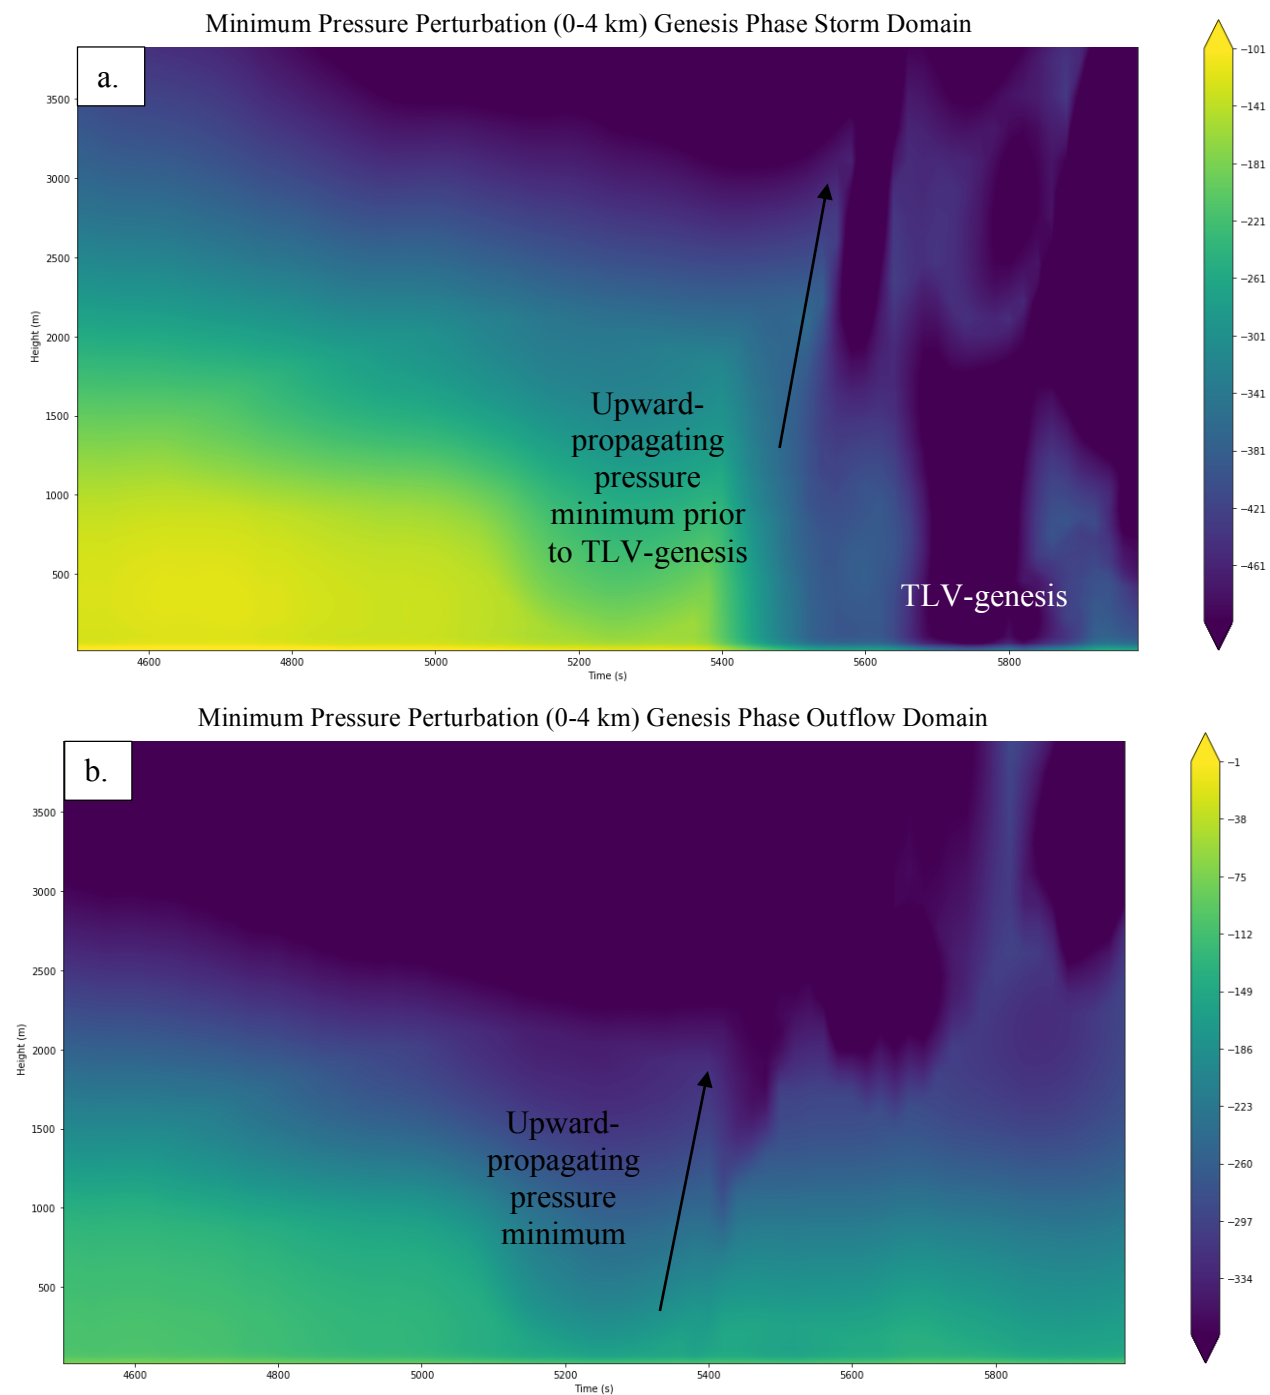 Minimum Pressure Perturbation (0-4 km) Genesis Phase Storm Domain
a.
3500
3000
2500
2000
1500
1000
500
Height (m)
4600
4800
5000
5200
5400
5600
5800
Time (s)
Upward-
propagating
pressure
minimum prior
to TLV-genesis
TLV-genesis
−101
−141
−181
−221
−261
−301
−341
−381
−421
−461
Minimum Pressure Perturbation (0-4 km) Genesis Phase Outflow Domain
b.
3500
3000
2500
2000
1500
1000
500
Height (m)
4600
4800
5000
5200
5400
5600
5800
Time (s)
Upward-
propagating
pressure
minimum
−1
−38
−75
−112
−149
−186
−223
−260
−297
−334